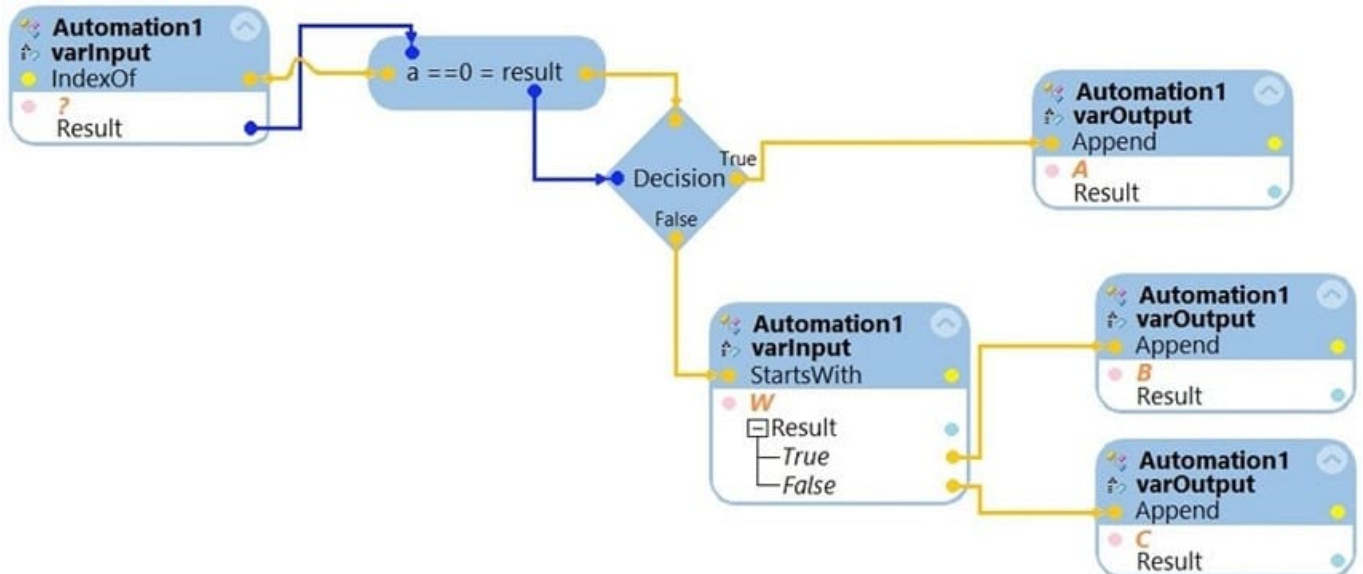 Automation1
varInput
IndexOf
?
Result
a ==0 = result
Decision
True
False
Automation1
varOutput
Append
A
Result
Automation1
varInput
StartsWith
W
Result
True
False
Automation1
varOutput
Append
B
Result
Automation1
varOutput
Append
C
Result